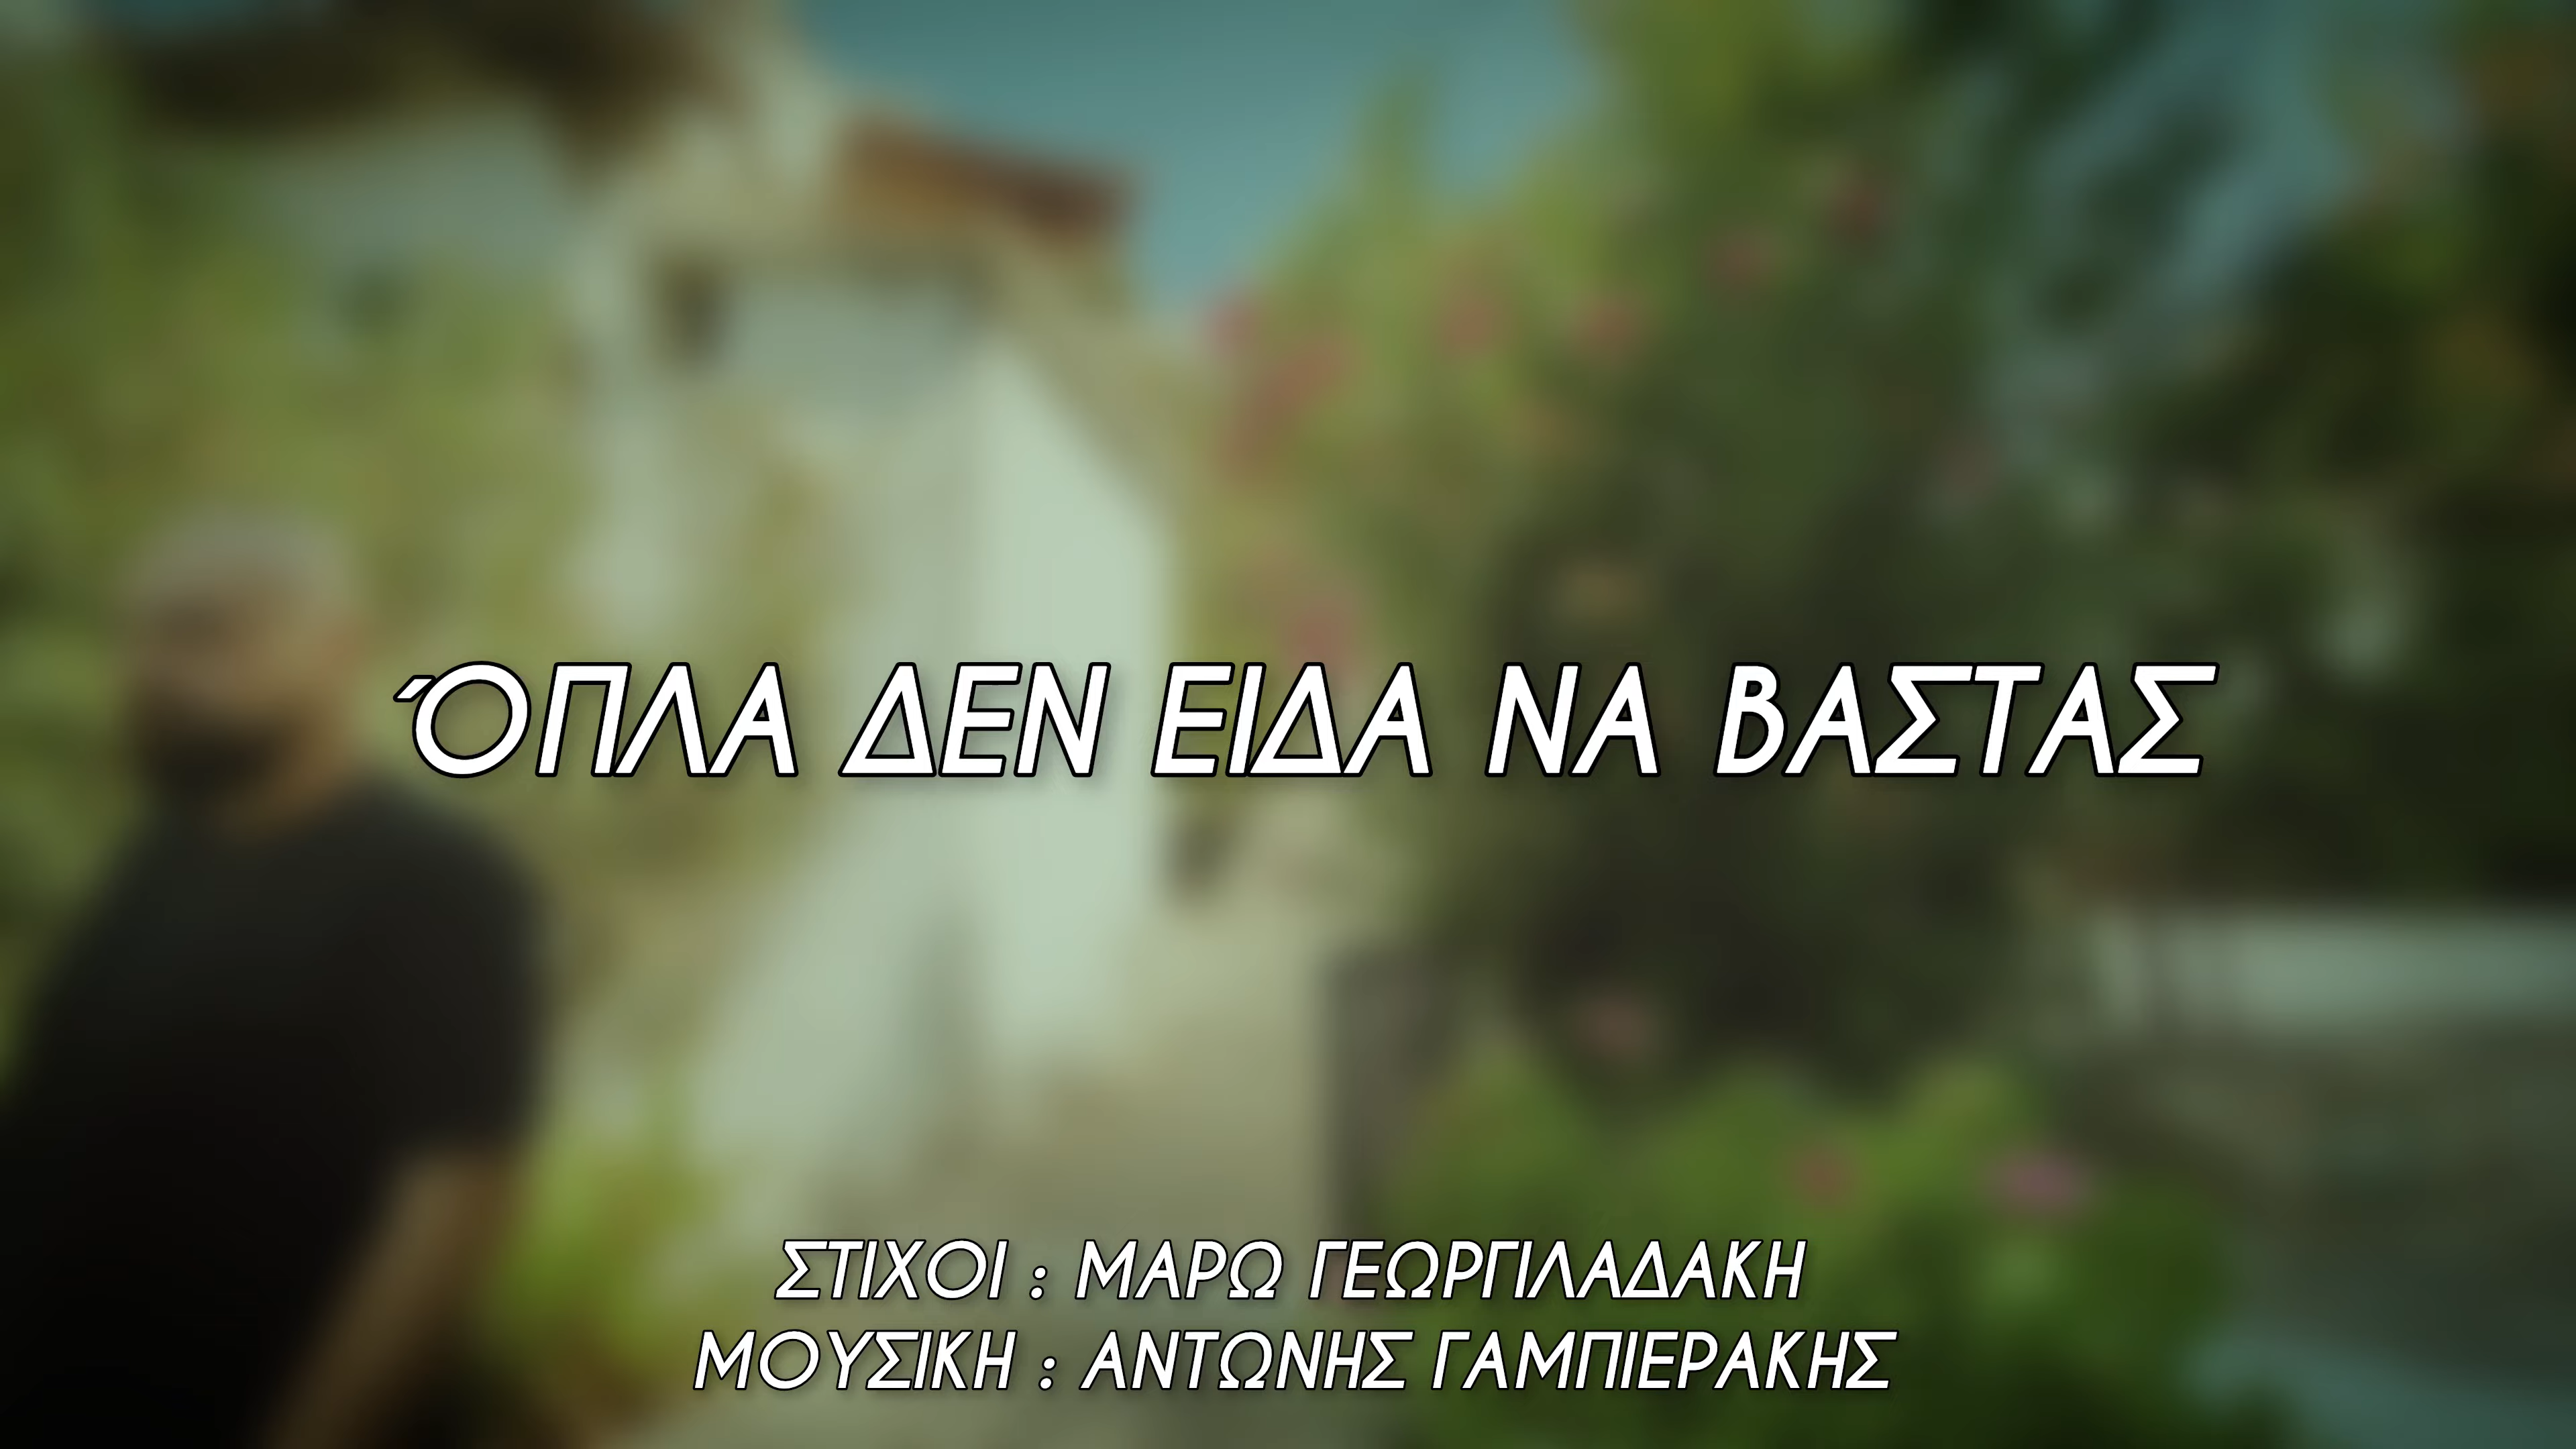 ΌΠΛΑ ΔΕΝ ΕΙΔΑ ΝΑ ΒΑΣΤΑΣ
ΣΤΙΧΟΙ : ΜΑΡΩ ΓΕΩΡΓΙΛΑΔΑΚΗ
ΜΟΥΣΙΚΗ : ΑΝΤΩΝΗΣ ΓΑΜΠΙΕΡΑΚΗΣ